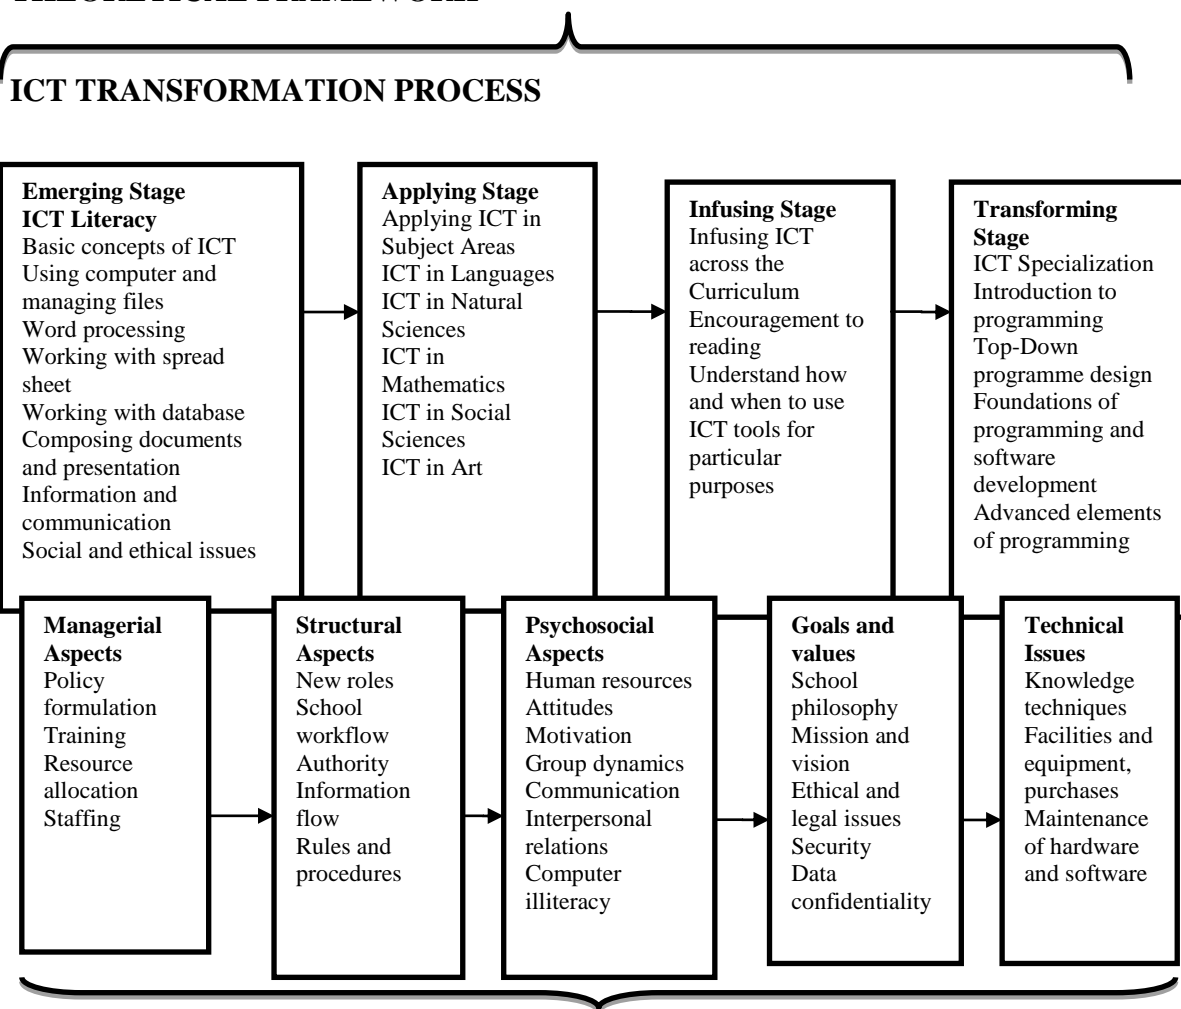 THEORETICAL FRAMEWORK
ICT TRANSFORMATION PROCESS
Emerging Stage
ICT Literacy
Basic concepts of ICT
Using computer and
managing files
Word processing
Working with spread
sheet
Working with database
Composing documents
and presentation
Information and
communication
Social and ethical issues
Applying Stage
Applying ICT in
Subject Areas
ICT in Languages
ICT in Natural
Sciences
ICT in
Mathematics
ICT in Social
Sciences
ICT in Art
Infusing Stage
Infusing ICT
across the
Curriculum
Encouragement to
reading
Understand how
and when to use
ICT tools for
particular
purposes
Transforming
Stage
ICT Specialization
Introduction to
programming
Top-Down
programme design
Foundations of
programming and
software
development
Advanced elements
of programming
Managerial
Aspects
Policy
formulation
Training
Resource
allocation
Staffing
Structural
Aspects
New roles
School
workflow
Authority
Information
flow
Rules and
procedures
Psychosocial
Aspects
Human resources
Attitudes
Motivation
Group dynamics
Communication
Interpersonal
relations
Computer
illiteracy
Goals and
values
School
philosophy
Mission and
vision
Ethical and
legal issues
Security
Data
confidentiality
Technical
Issues
Knowledge
techniques
Facilities and
equipment,
purchases
Maintenance
of hardware
and software